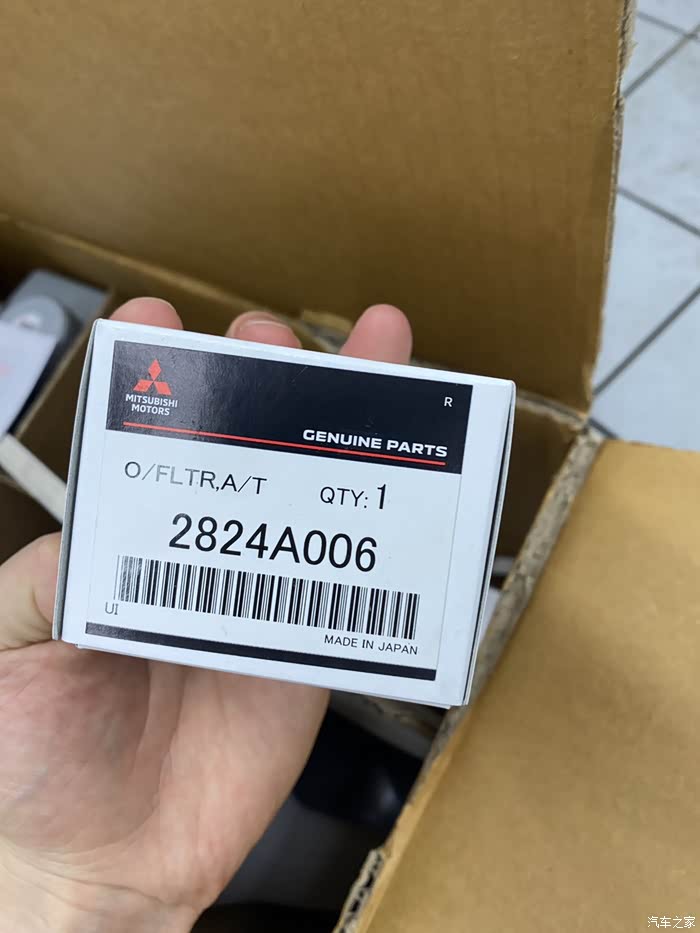 MITSUBISHI
MOTORS
R
GENUINE PARTS
O/FLTR,A/T QTY: 1
2824A006
UI
MADE IN JAPAN
汽车之家